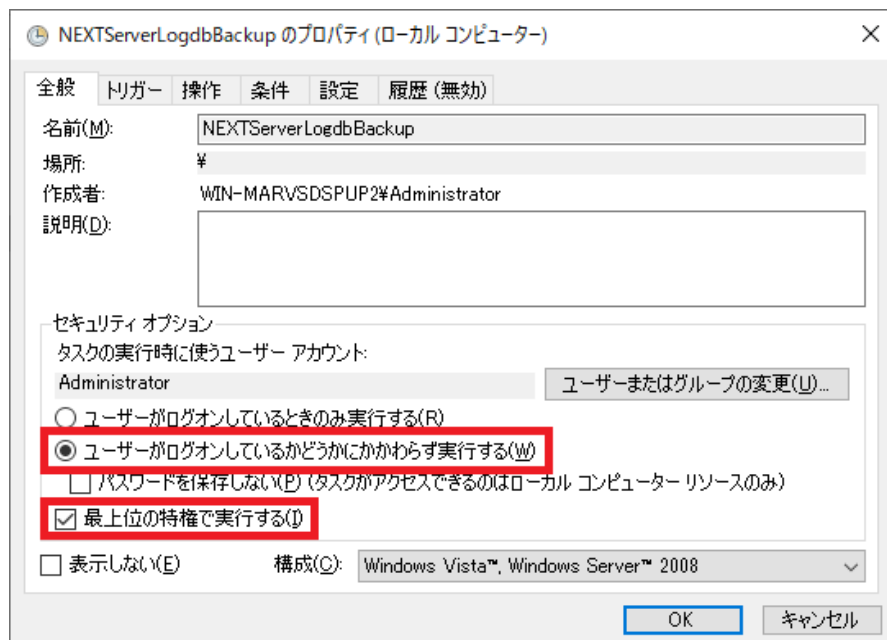 NEXTServerLogdbBackup のプロパティ (ローカル コンピューター)
全般 トリガー 操作 条件 設定 履歴 (無効)
名前(M): NEXTServerLogdbBackup
場所: ¥
作成者: WIN-MARVSDSPUP2¥Administrator
説明(D):
セキュリティ オプション
タスクの実行時に使うユーザー アカウント:
Administrator ユーザーまたはグループの変更(U)...
ユーザーがログオンしているときのみ実行する(R)
ユーザーがログオンしているかどうかにかかわらず実行する(W)
パスワードを保存しない(P) (タスクがアクセスできるのはローカル コンピューター リソースのみ)
最上位の特権で実行する(I)
表示しない(E) 構成(C): Windows Vista™, Windows Server™ 2008
OK キャンセル